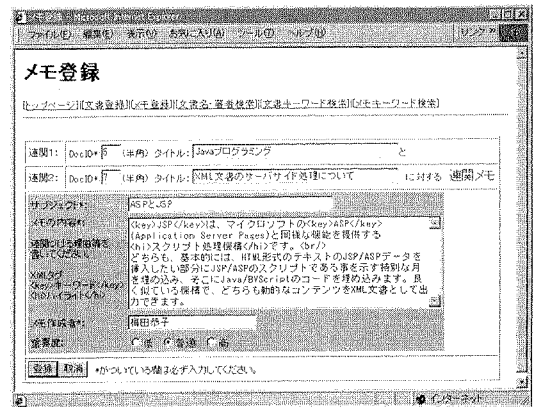 メモ登録 - Microsoft Internet Explorer
ファイル(F) 編集(E) 表示(V) お気に入り(A) ツール(T) ヘルプ(H) リンク »
メモ登録
[トップページ][文書登録][メモ登録][文書名・著者検索][文書キーワード検索][メモキーワード検索]
連関1: DocID* 6 (半角) タイトル: Javaプログラミング と
連関2: DocID* 7 (半角) タイトル: XML文書のサーバサイド処理について に対する 連関メモ
サブジェクト*: ASPとJSP
メモの内容*:
連関づける理由等を
書いてください。
XMLタグ
<key>キーワード</key>
<hi>ハイライト</hi>
<key>JSP</key>は、マイクロソフトの<key>ASP</key>
(Application Server Pages)と同様な機能を提供する
<hi>スクリプト処理機構</hi>です。<br/>
どちらも、基本的には、HTML形式のテキストのJSP/ASPデータを
挿入したい部分にJSP/ASPのスクリプトである事を示す特別な月
を埋め込み、そこにJava/BVScriptのコードを埋め込みます。良
く似ている機構で、どちらも動的なコンテンツをXML文書として出
力できます。
メモ作成者*: 梅田恭子
重要度: 低 普通 高
登録 取消 *がついている欄は必ず入力してください。
インターネット